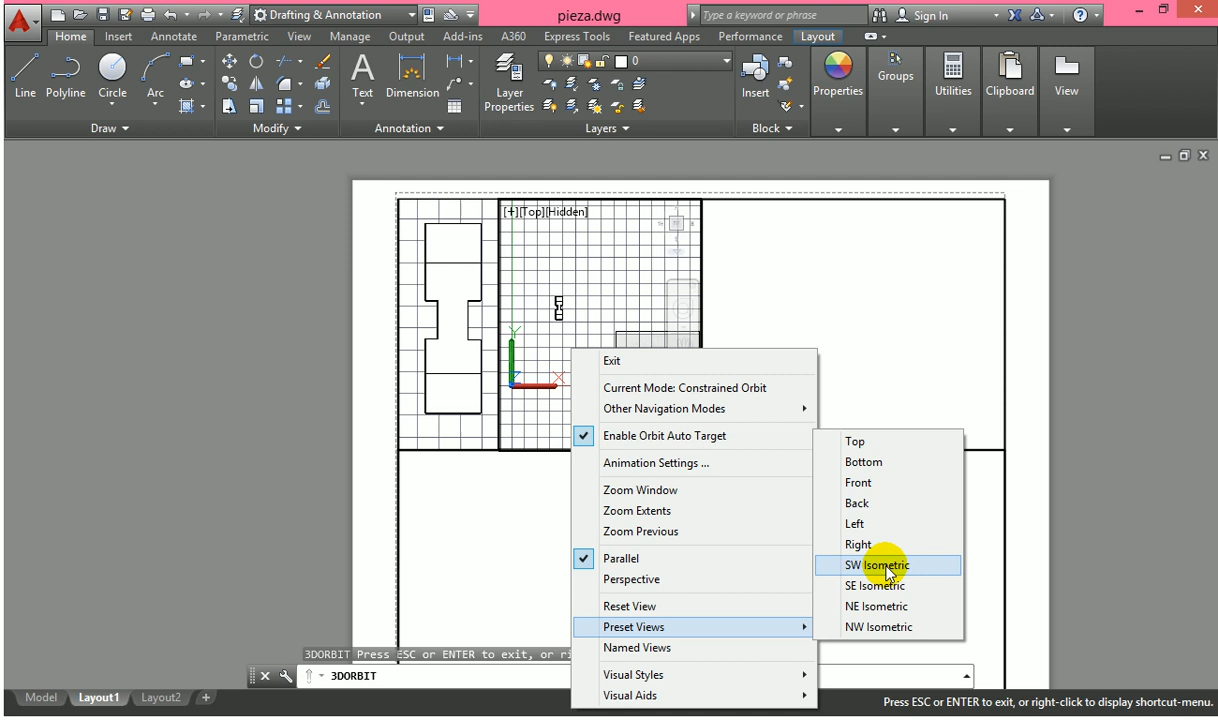 Drafting & Annotation
pieza.dwg
Type a keyword or phrase
Sign In
Home Insert Annotate Parametric View Manage Output Add-ins A360 Express Tools Featured Apps Performance Layout
Line Polyline Circle Arc
Text Dimension
Layer Properties
0
Insert
Properties
Groups
Utilities
Clipboard
View
Draw Modify Annotation Layers Block
[+][Top][Hidden]
Y
X
Z
Exit
Current Mode: Constrained Orbit
Other Navigation Modes
Enable Orbit Auto Target
Animation Settings ...
Zoom Window
Zoom Extents
Zoom Previous
Parallel
Perspective
Reset View
Preset Views
Named Views
Visual Styles
Visual Aids
Top
Bottom
Front
Back
Left
Right
SW Isometric
SE Isometric
NE Isometric
NW Isometric
3DORBIT Press ESC or ENTER to exit, or ri
3DORBIT
Model Layout1 Layout2 +
Press ESC or ENTER to exit, or right-click to display shortcut-menu.